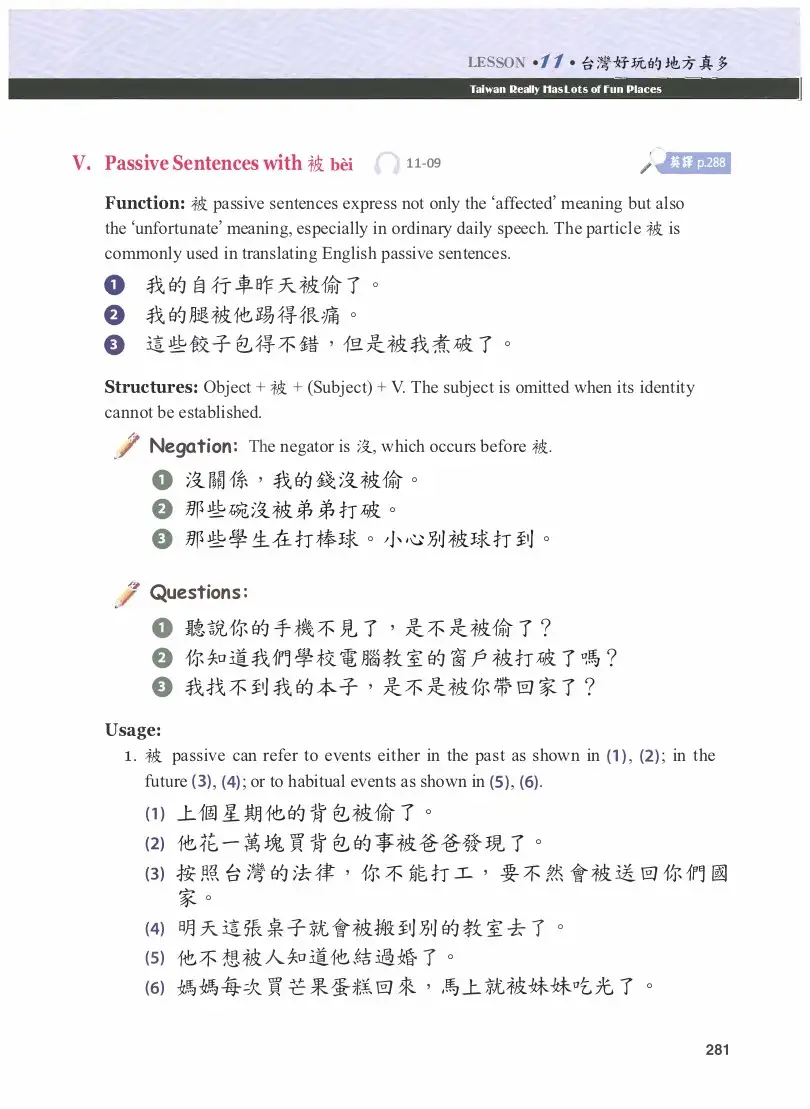 LESSON •11• 台灣好玩的地方真多
Taiwan Really Has Lots of Fun Places
V. Passive Sentences with 被 bèi 11-09 英譯 p.288
Function: 被 passive sentences express not only the ‘affected’ meaning but also
the ‘unfortunate’ meaning, especially in ordinary daily speech. The particle 被 is
commonly used in translating English passive sentences.
1 我的自行車昨天被偷了。
2 我的腿被他踢得很痛。
3 這些餃子包得不錯，但是被我煮破了。
Structures: Object + 被 + (Subject) + V. The subject is omitted when its identity
cannot be established.
Negation: The negator is 沒, which occurs before 被.
1 沒關係，我的錢沒被偷。
2 那些碗沒被弟弟打破。
3 那些學生在打棒球。小心別被球打到。
Questions:
1 聽說你的手機不見了，是不是被偷了？
2 你知道我們學校電腦教室的窗戶被打破了嗎？
3 我找不到我的本子，是不是被你帶回家了？
Usage:
1. 被 passive can refer to events either in the past as shown in (1), (2); in the
future (3), (4); or to habitual events as shown in (5), (6).
(1) 上個星期他的背包被偷了。
(2) 他花一萬塊買背包的事被爸爸發現了。
(3) 按照台灣的法律，你不能打工，要不然會被送回你們國
家。
(4) 明天這張桌子就會被搬到別的教室去了。
(5) 他不想被人知道他結過婚了。
(6) 媽媽每次買芒果蛋糕回來，馬上就被妹妹吃光了。
281